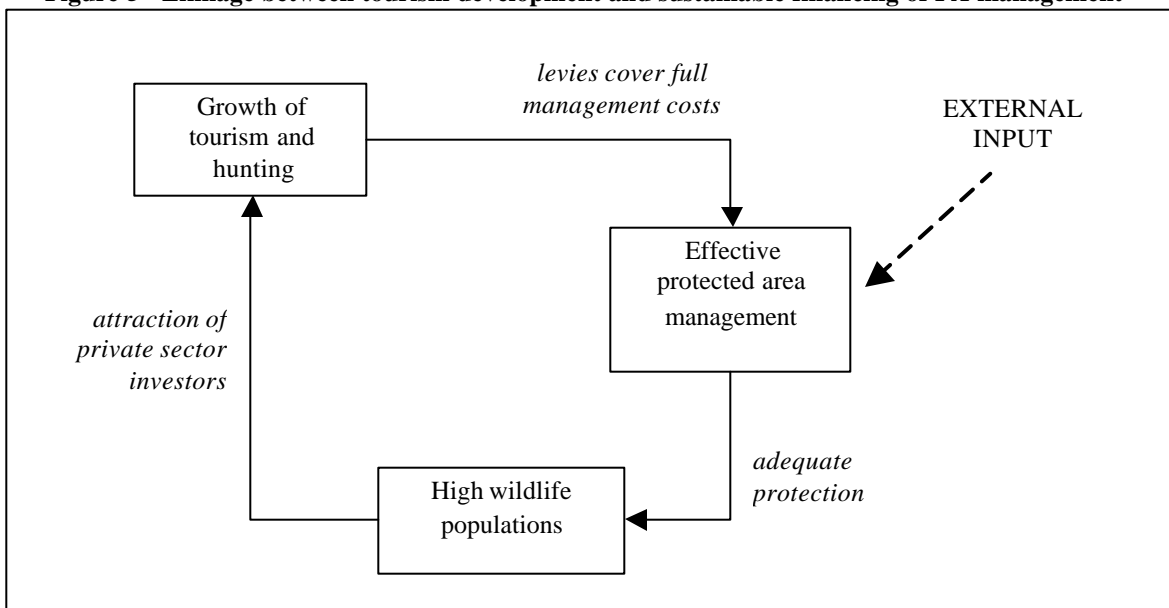 levies cover full
management costs
Growth of
tourism and
hunting
EXTERNAL
INPUT
Effective
protected area
management
attraction of
private sector
investors
adequate
protection
High wildlife
populations